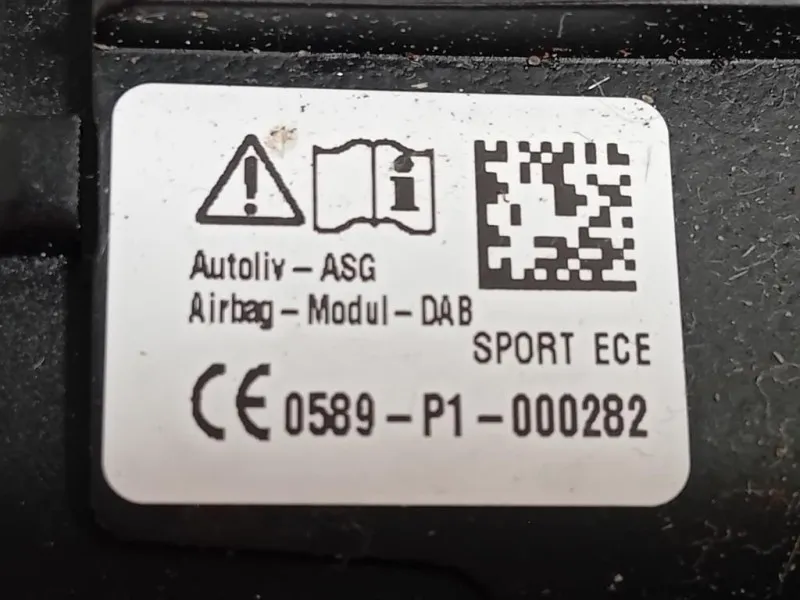 Autoliv - ASG
Airbag - Modul - DAB
SPORT ECE
CE 0589 - P1 - 000282